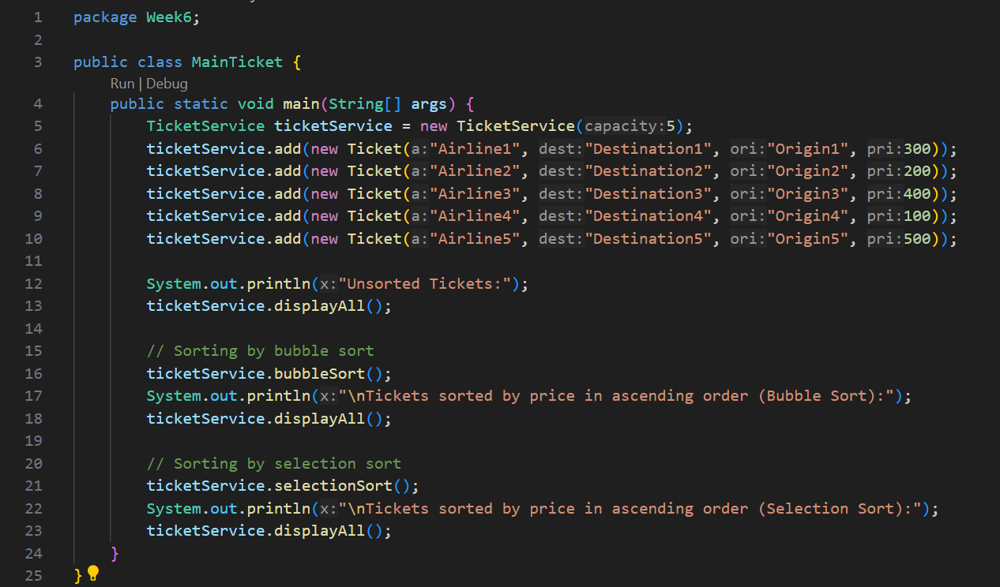 1 package Week6;
2
3 public class MainTicket {
Run | Debug
4 public static void main(String[] args) {
5 TicketService ticketService = new TicketService(capacity:5);
6 ticketService.add(new Ticket(a:"Airline1", dest:"Destination1", ori:"Origin1", pri:300));
7 ticketService.add(new Ticket(a:"Airline2", dest:"Destination2", ori:"Origin2", pri:200));
8 ticketService.add(new Ticket(a:"Airline3", dest:"Destination3", ori:"Origin3", pri:400));
9 ticketService.add(new Ticket(a:"Airline4", dest:"Destination4", ori:"Origin4", pri:100));
10 ticketService.add(new Ticket(a:"Airline5", dest:"Destination5", ori:"Origin5", pri:500));
11
12 System.out.println(x:"Unsorted Tickets:");
13 ticketService.displayAll();
14
15 // Sorting by bubble sort
16 ticketService.bubbleSort();
17 System.out.println(x:"\nTickets sorted by price in ascending order (Bubble Sort):");
18 ticketService.displayAll();
19
20 // Sorting by selection sort
21 ticketService.selectionSort();
22 System.out.println(x:"\nTickets sorted by price in ascending order (Selection Sort):");
23 ticketService.displayAll();
24 }
25 }